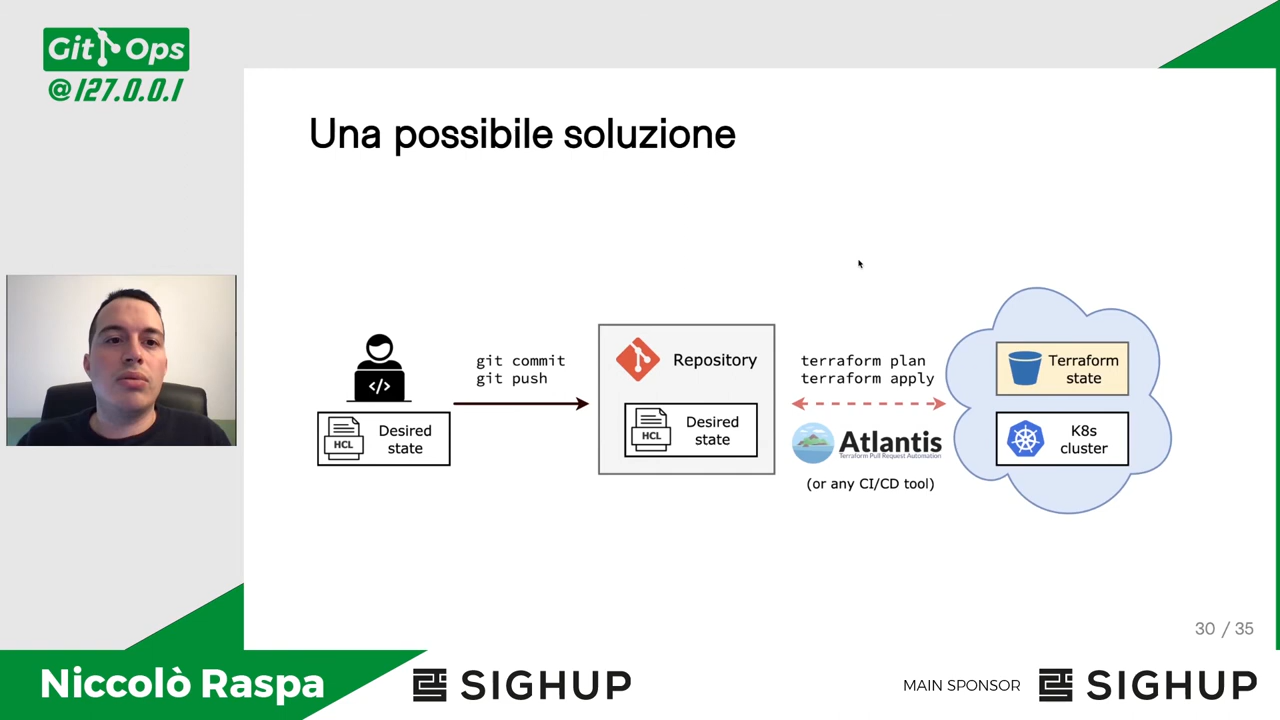 Git Ops
@127.0.0.1
Una possibile soluzione
</>
HCL
Desired
state
git commit
git push
Repository
HCL
Desired
state
terraform plan
terraform apply
Atlantis
Terraform Pull Request Automation
(or any CI/CD tool)
Terraform
state
K8s
cluster
30 / 35
Niccolò Raspa
SIGHUP
MAIN SPONSOR
SIGHUP